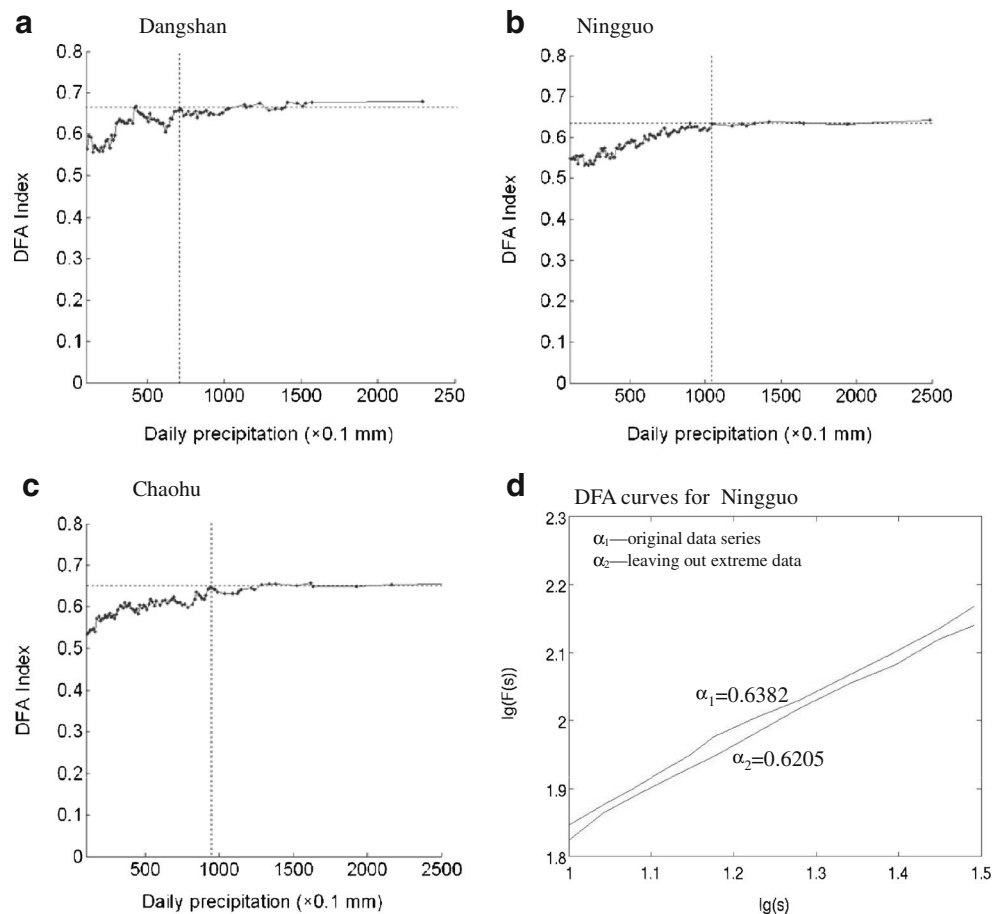 a
Dangshan
0.8
0.7
0.6
0.5
0.4
0.3
0.2
0.1
0
DFA Index
500
1000
1500
2000
250
Daily precipitation (×0.1 mm)
b
Ningguo
0.8
0.7
0.6
0.5
0.4
0.3
0.2
0.1
0
DFA Index
500
1000
1500
2000
2500
Daily precipitation (×0.1 mm)
c
Chaohu
0.8
0.7
0.6
0.5
0.4
0.3
0.2
0.1
0
DFA Index
500
1000
1500
2000
2500
Daily precipitation (×0.1 mm)
d
DFA curves for Ningguo
2.3
2.2
2.1
2
1.9
1.8
lg(F(s))
α₁—original data series
α₂—leaving out extreme data
α₁=0.6382
α₂=0.6205
1
1.1
1.2
1.3
1.4
1.5
lg(s)